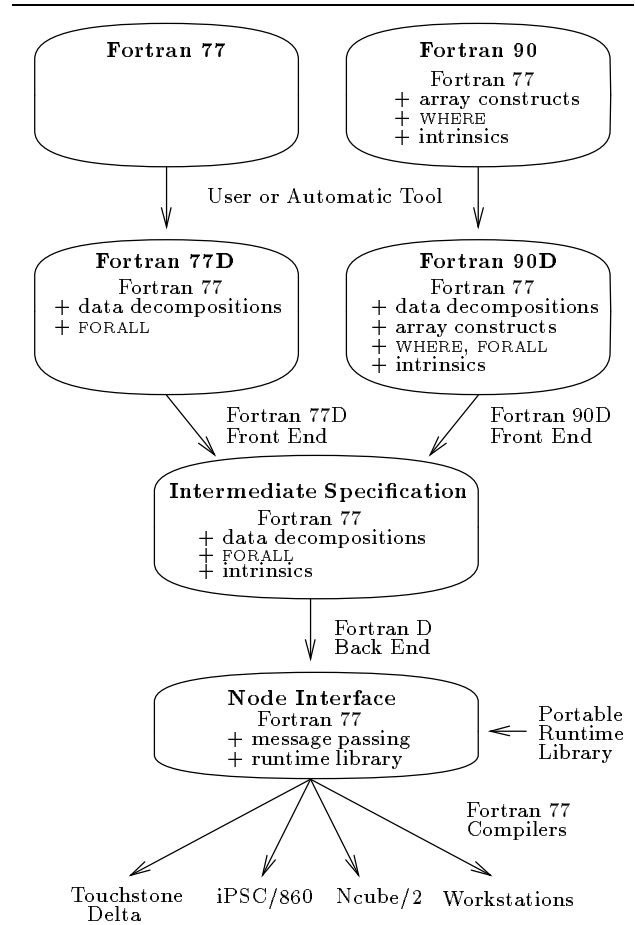 Fortran 77
Fortran 90
Fortran 77
+ array constructs
+ WHERE
+ intrinsics
User or Automatic Tool
Fortran 77D
Fortran 77
+ data decompositions
+ FORALL
Fortran 90D
Fortran 77
+ data decompositions
+ array constructs
+ WHERE, FORALL
+ intrinsics
Fortran 77D
Front End
Fortran 90D
Front End
Intermediate Specification
Fortran 77
+ data decompositions
+ FORALL
+ intrinsics
Fortran D
Back End
Node Interface
Fortran 77
+ message passing
+ runtime library
Portable
Runtime
Library
Fortran 77
Compilers
Touchstone
Delta
iPSC/860
Ncube/2
Workstations